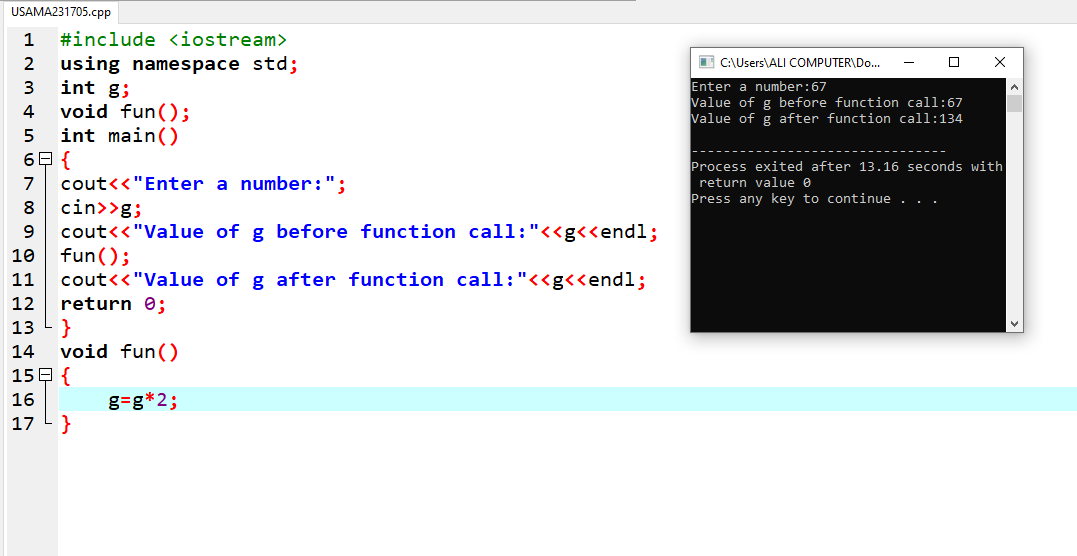 USAMA231705.cpp
1 #include <iostream>
2 using namespace std;
3 int g;
4 void fun();
5 int main()
6 {
7 cout<<"Enter a number:";
8 cin>>g;
9 cout<<"Value of g before function call:"<<g<<endl;
10 fun();
11 cout<<"Value of g after function call:"<<g<<endl;
12 return 0;
13 }
14 void fun()
15 {
16 g=g*2;
17 }
C:\Users\ALI COMPUTER\Do...
Enter a number:67
Value of g before function call:67
Value of g after function call:134
--------------------------------
Process exited after 13.16 seconds with
return value 0
Press any key to continue . . .